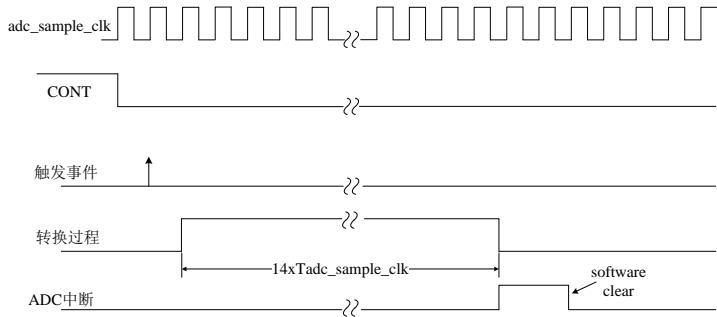 adc_sample_clk
CONT
触发事件
转换过程
14xTadc_sample_clk
software
clear
ADC中断